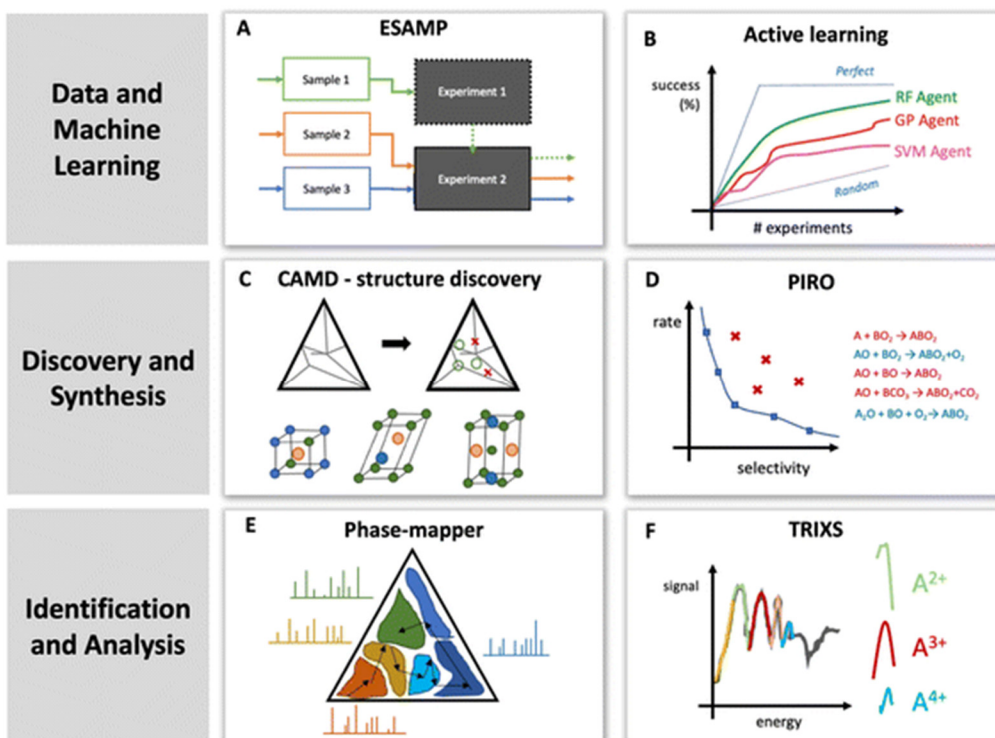 Data and
Machine
Learning
A
ESAMP
Sample 1
Sample 2
Sample 3
Experiment 1
Experiment 2
B
Active learning
success
(%)
Perfect
RF Agent
GP Agent
SVM Agent
Random
# experiments
Discovery and
Synthesis
C
CAMD - structure discovery
D
PIRO
rate
selectivity
A + BO₂ → ABO₂
AO + BO₂ → ABO₂+O₂
AO + BO → ABO₂
AO + BCO₃ → ABO₂+CO₂
A₂O + BO + O₂→ ABO₂
Identification
and Analysis
E
Phase-mapper
F
TRIXS
signal
energy
A²⁺
A³⁺
A⁴⁺